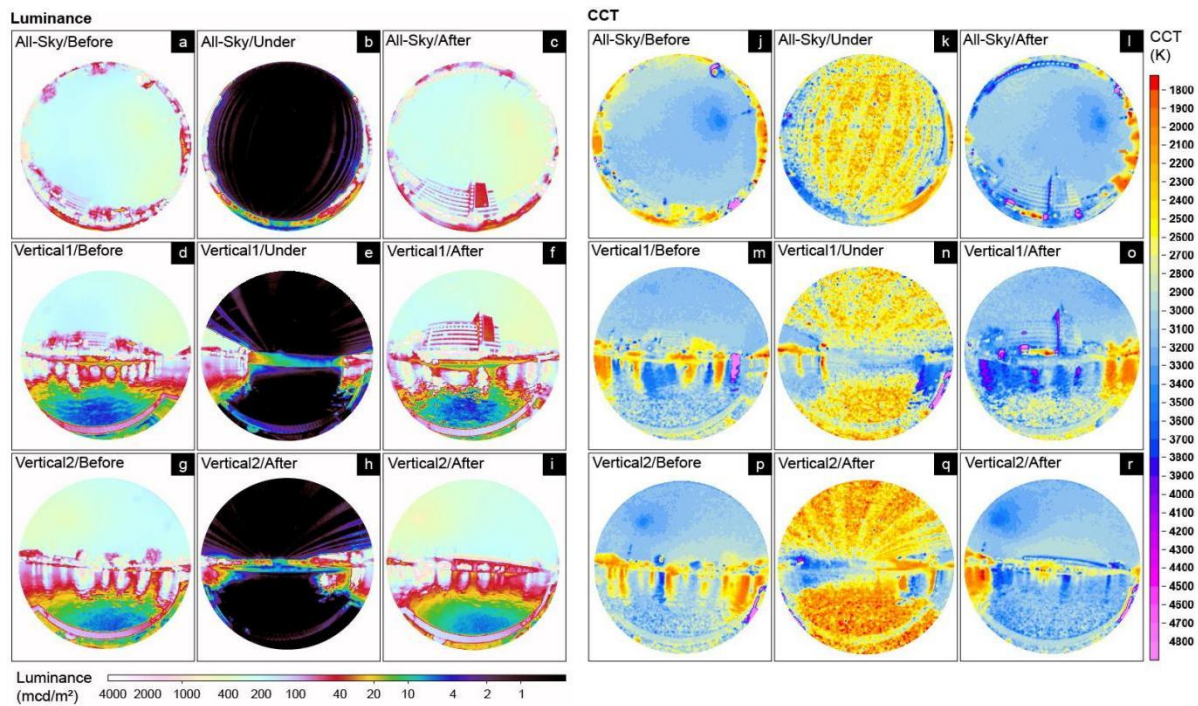 Luminance
CCT
All-Sky/Before a
All-Sky/Under b
All-Sky/After c
All-Sky/Before j
All-Sky/Under k
All-Sky/After l
CCT
(K)
Vertical1/Before d
Vertical1/Under e
Vertical1/After f
Vertical1/Before m
Vertical1/Under n
Vertical1/After o
Vertical2/Before g
Vertical2/After h
Vertical2/After i
Vertical2/Before p
Vertical2/After q
Vertical2/After r
1800
1900
2000
2100
2200
2300
2400
2500
2600
2700
2800
2900
3000
3100
3200
3300
3400
3500
3600
3700
3800
3900
4000
4100
4200
4300
4400
4500
4600
4700
4800
Luminance
(mcd/m²)
4000 2000 1000 400 200 100 40 20 10 4 2 1